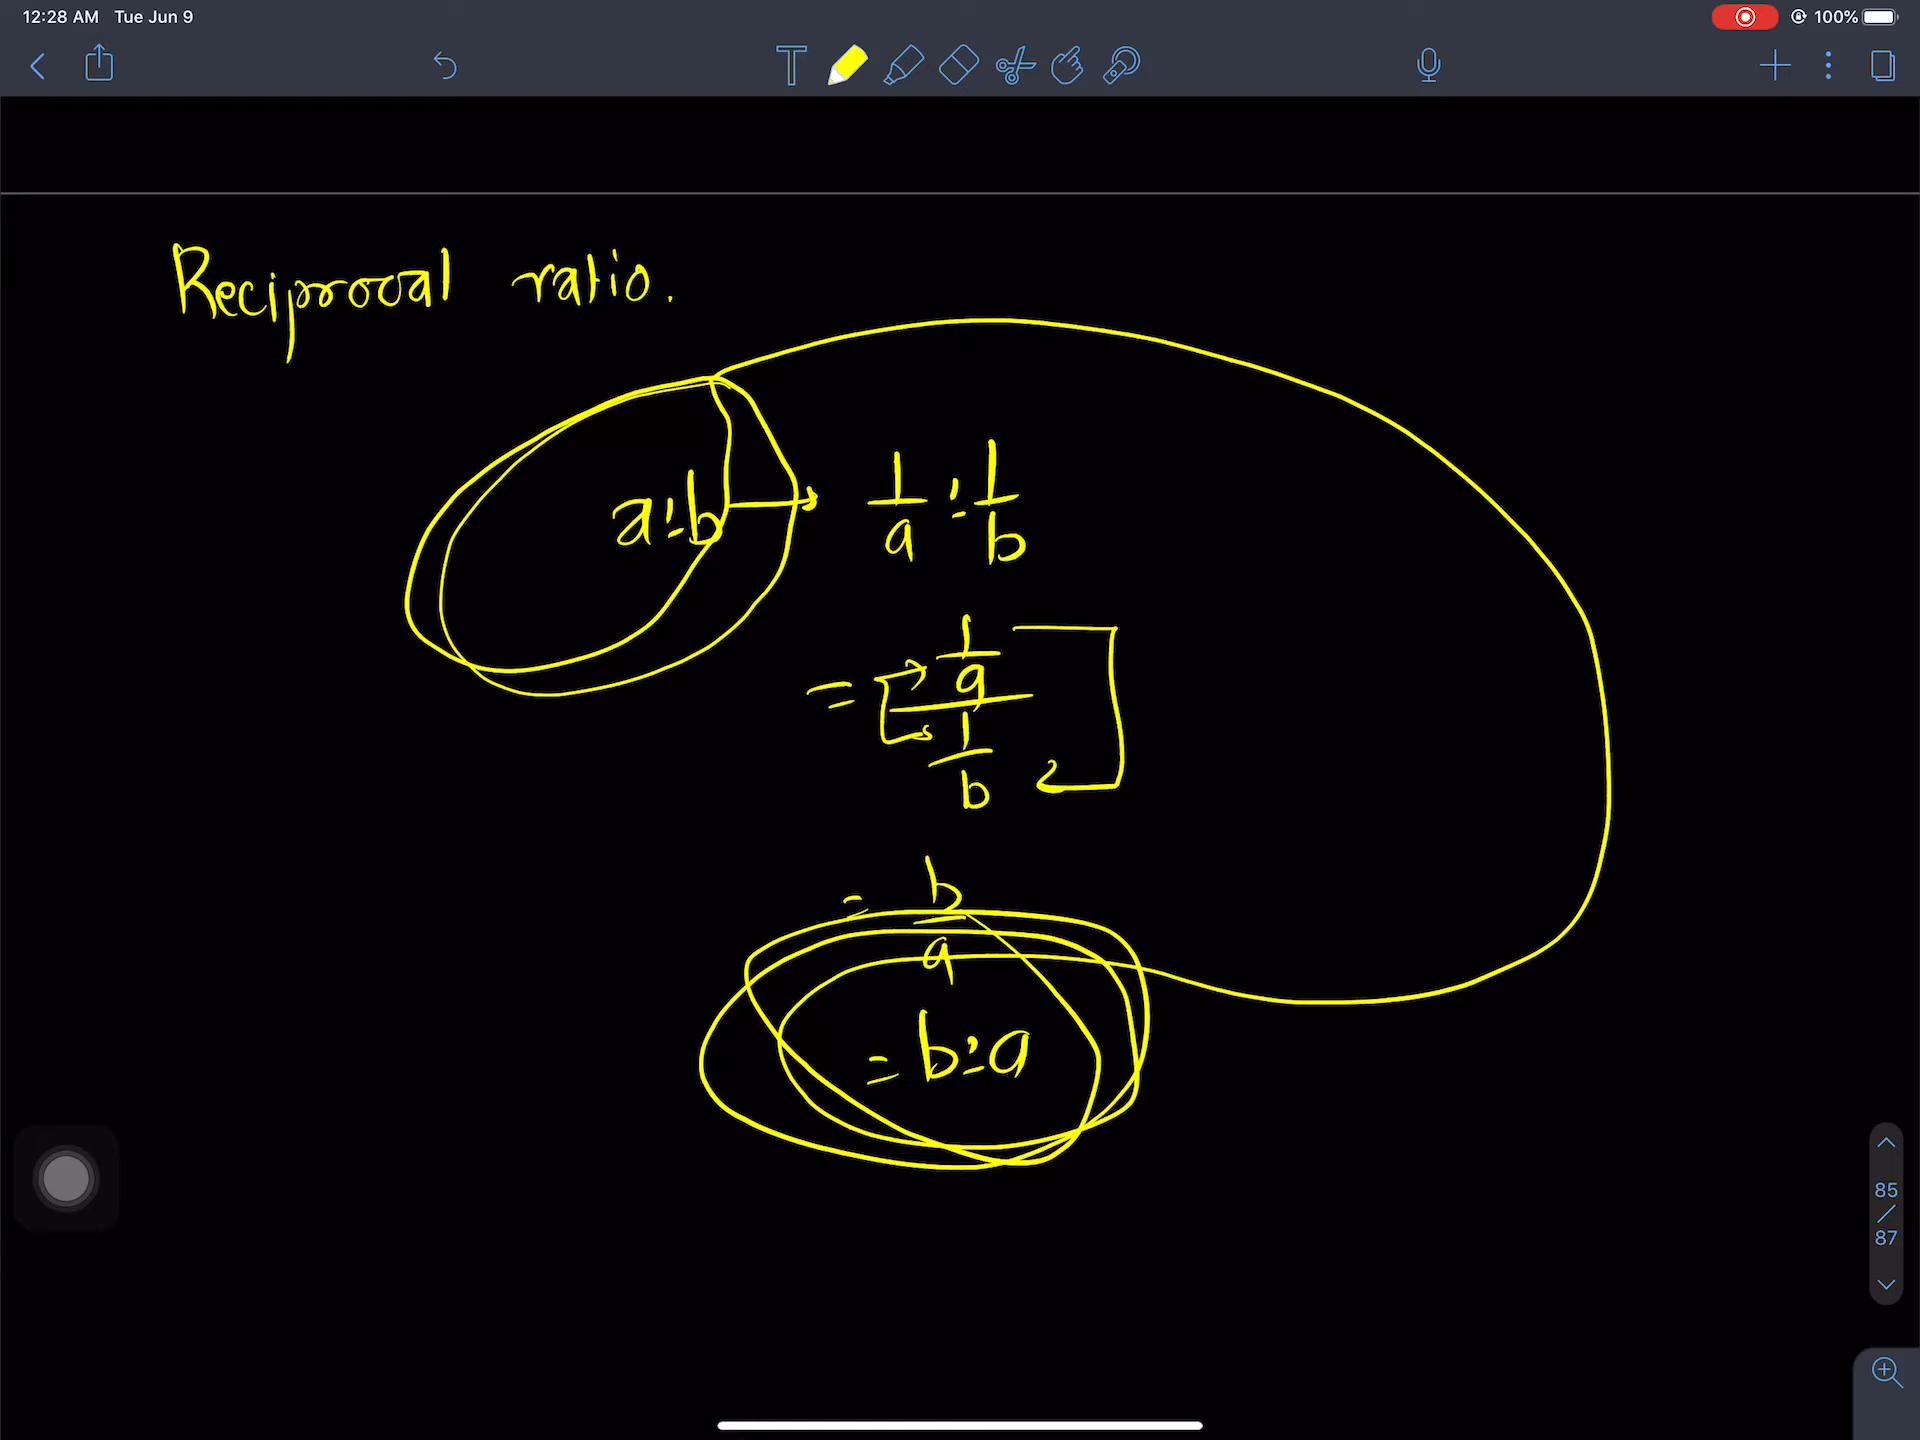 12:28 AM Tue Jun 9
100%
Reciprocal ratio.
a:b → 1/a : 1/b
= 1/a / 1/b
= b/a
= b:a
85
/
87